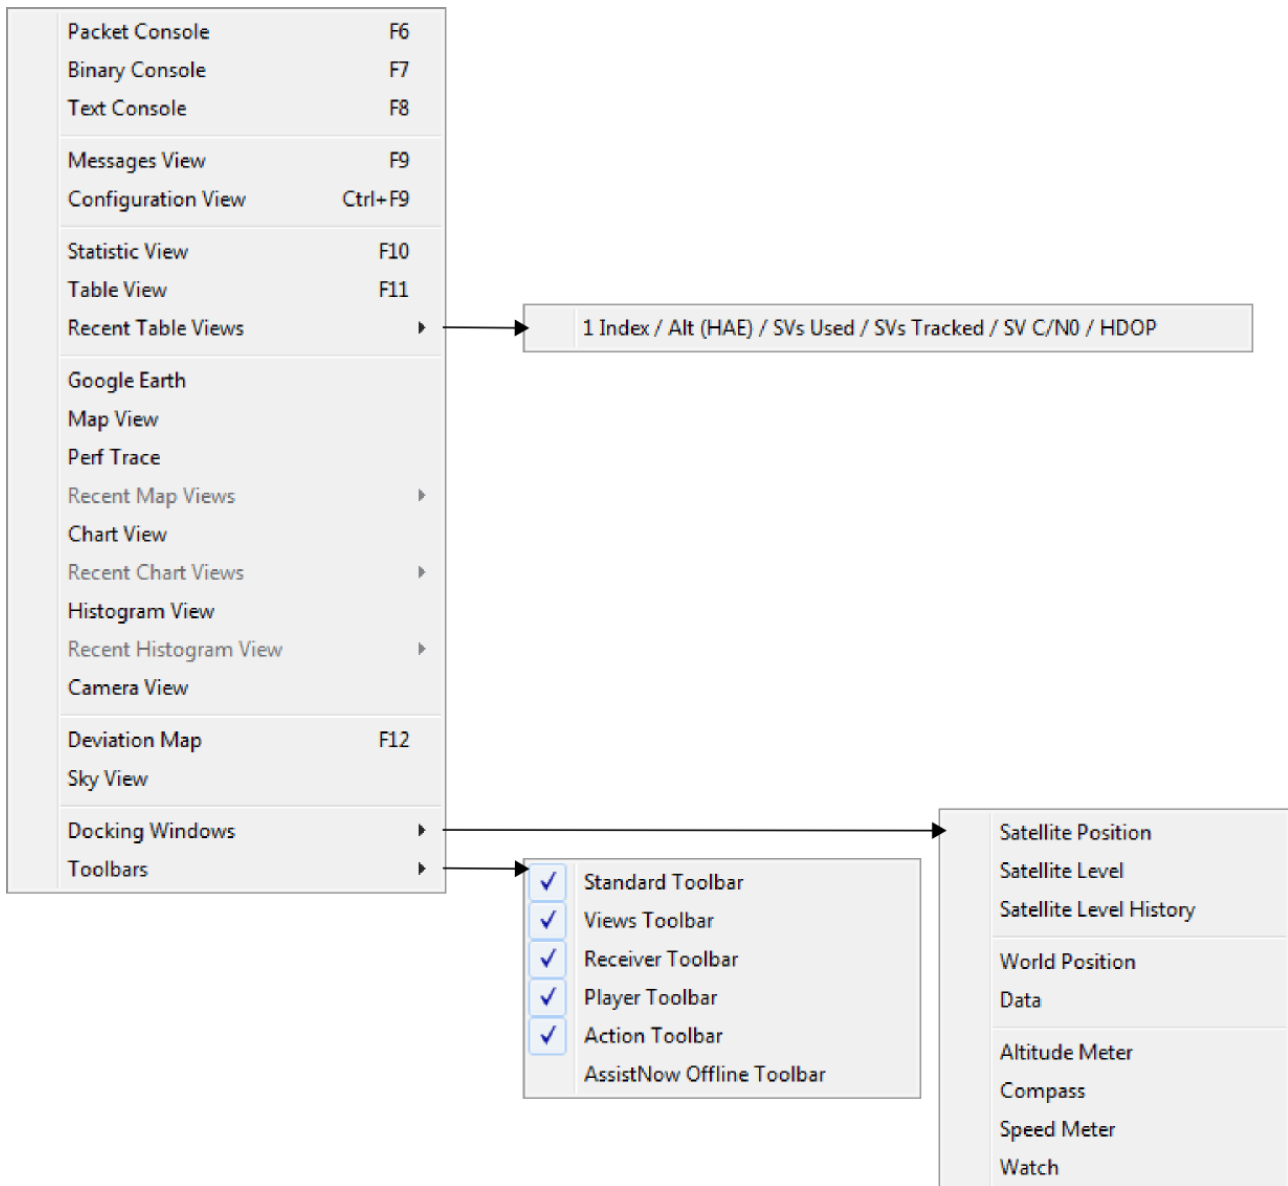 Packet Console F6
Binary Console F7
Text Console F8
Messages View F9
Configuration View Ctrl+F9
Statistic View F10
Table View F11
Recent Table Views
1 Index / Alt (HAE) / SVs Used / SVs Tracked / SV C/N0 / HDOP
Google Earth
Map View
Perf Trace
Recent Map Views
Chart View
Recent Chart Views
Histogram View
Recent Histogram View
Camera View
Deviation Map F12
Sky View
Docking Windows
Toolbars
Standard Toolbar
Views Toolbar
Receiver Toolbar
Player Toolbar
Action Toolbar
AssistNow Offline Toolbar
Satellite Position
Satellite Level
Satellite Level History
World Position
Data
Altitude Meter
Compass
Speed Meter
Watch